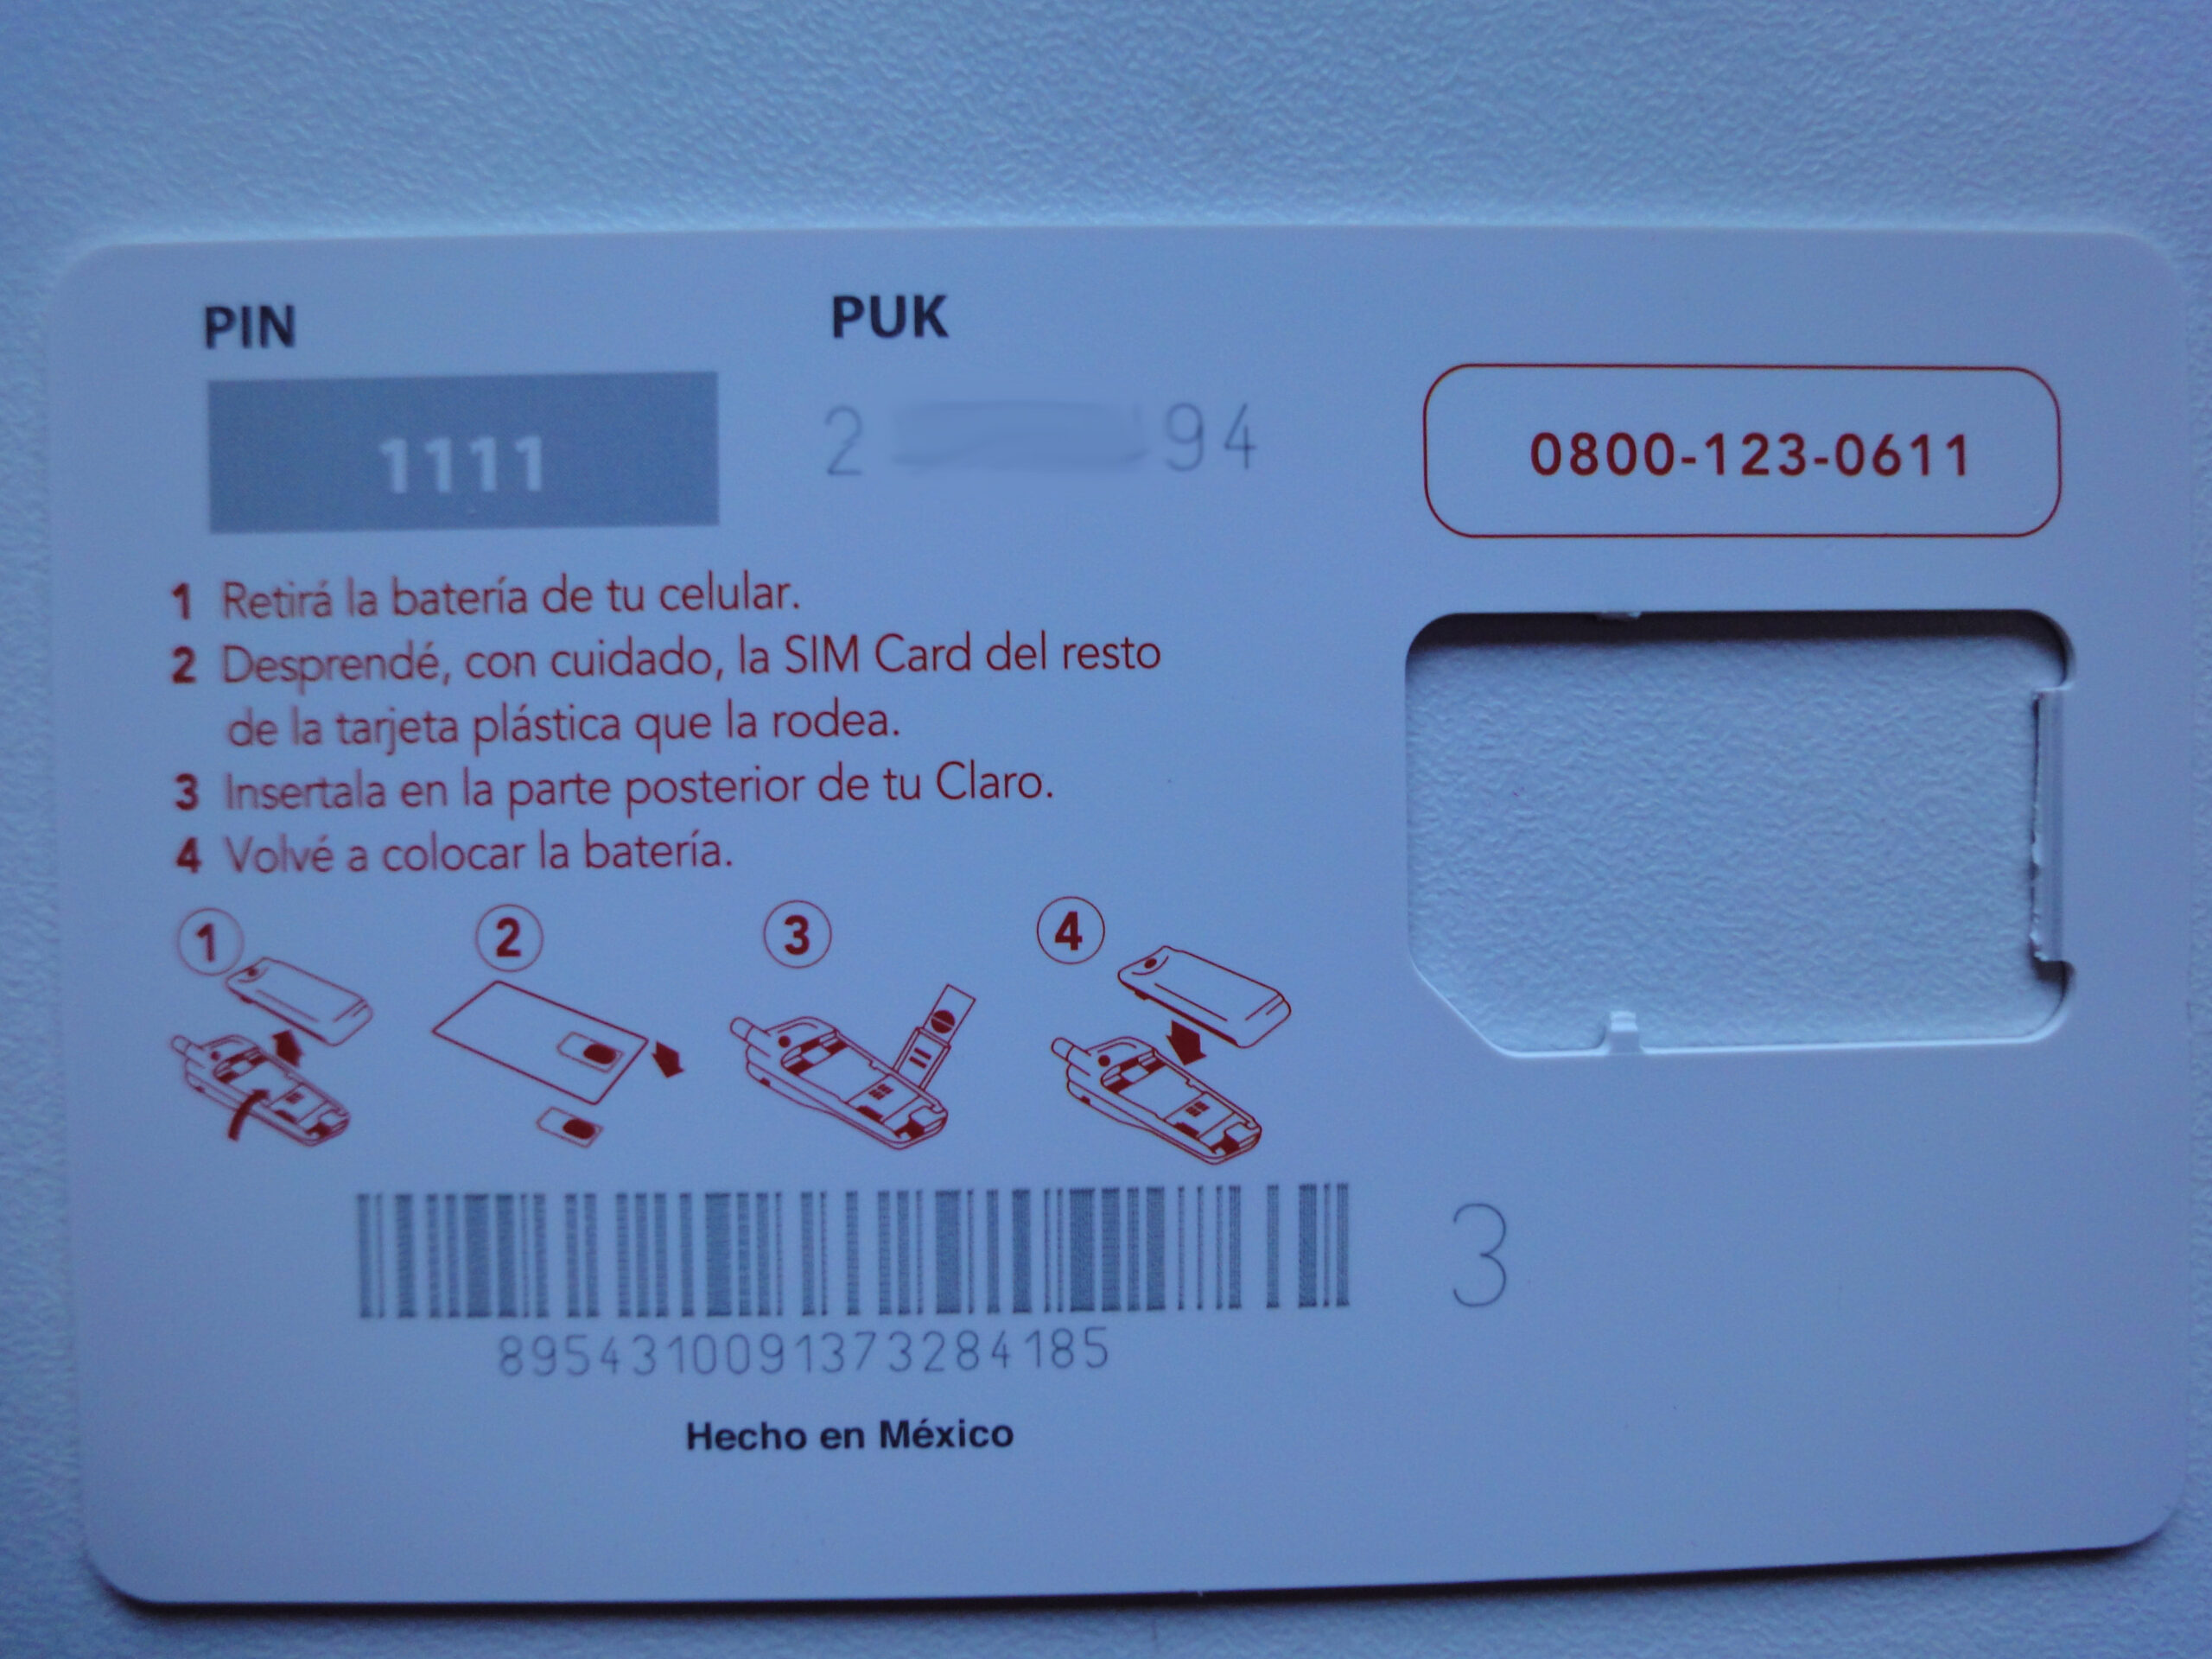 PIN
PUK
1111
2 94
0800-123-0611
1 Retirá la batería de tu celular.
2 Desprendé, con cuidado, la SIM Card del resto
de la tarjeta plástica que la rodea.
3 Insertala en la parte posterior de tu Claro.
4 Volvé a colocar la batería.
1 2 3 4
3
8954310091373284185
Hecho en México